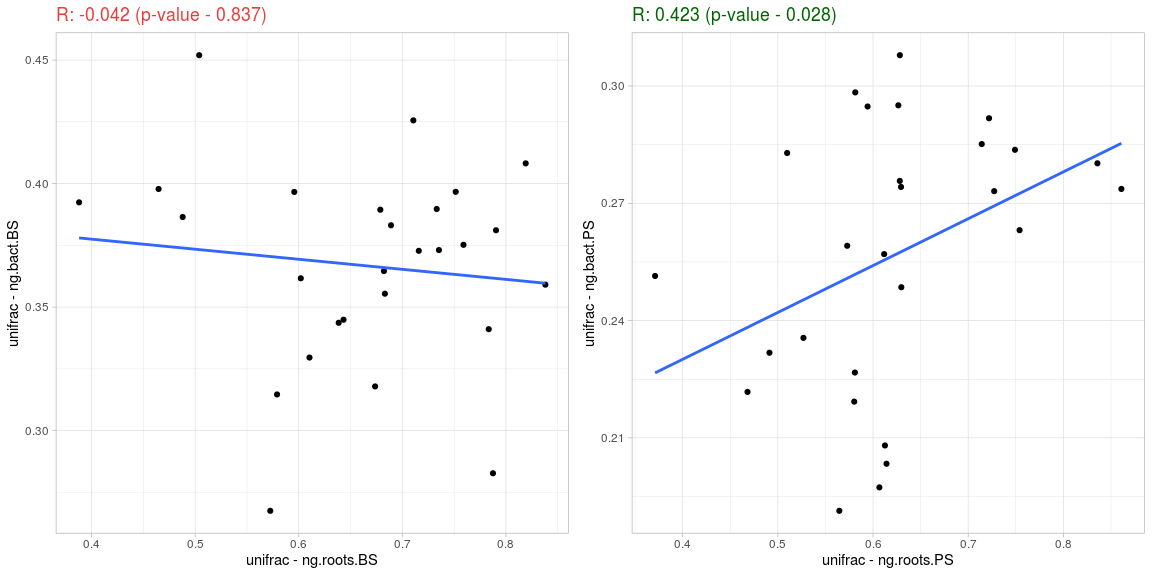 R: -0.042 (p-value - 0.837)
0.45
0.40
0.35
0.30
unifrac - ng.bact.BS
0.4 0.5 0.6 0.7 0.8
unifrac - ng.roots.BS
R: 0.423 (p-value - 0.028)
0.30
0.27
0.24
0.21
unifrac - ng.bact.PS
0.4 0.5 0.6 0.7 0.8
unifrac - ng.roots.PS